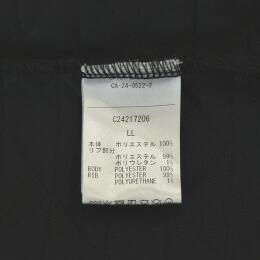 CA-24-0522-2
C24217206
LL
本体 ポリエステル 100%
リブ部分
ポリエステル 99%
ポリウレタン 1%
BODY POLYESTER 100%
RIB POLYESTER 99%
POLYURETHANE 1%